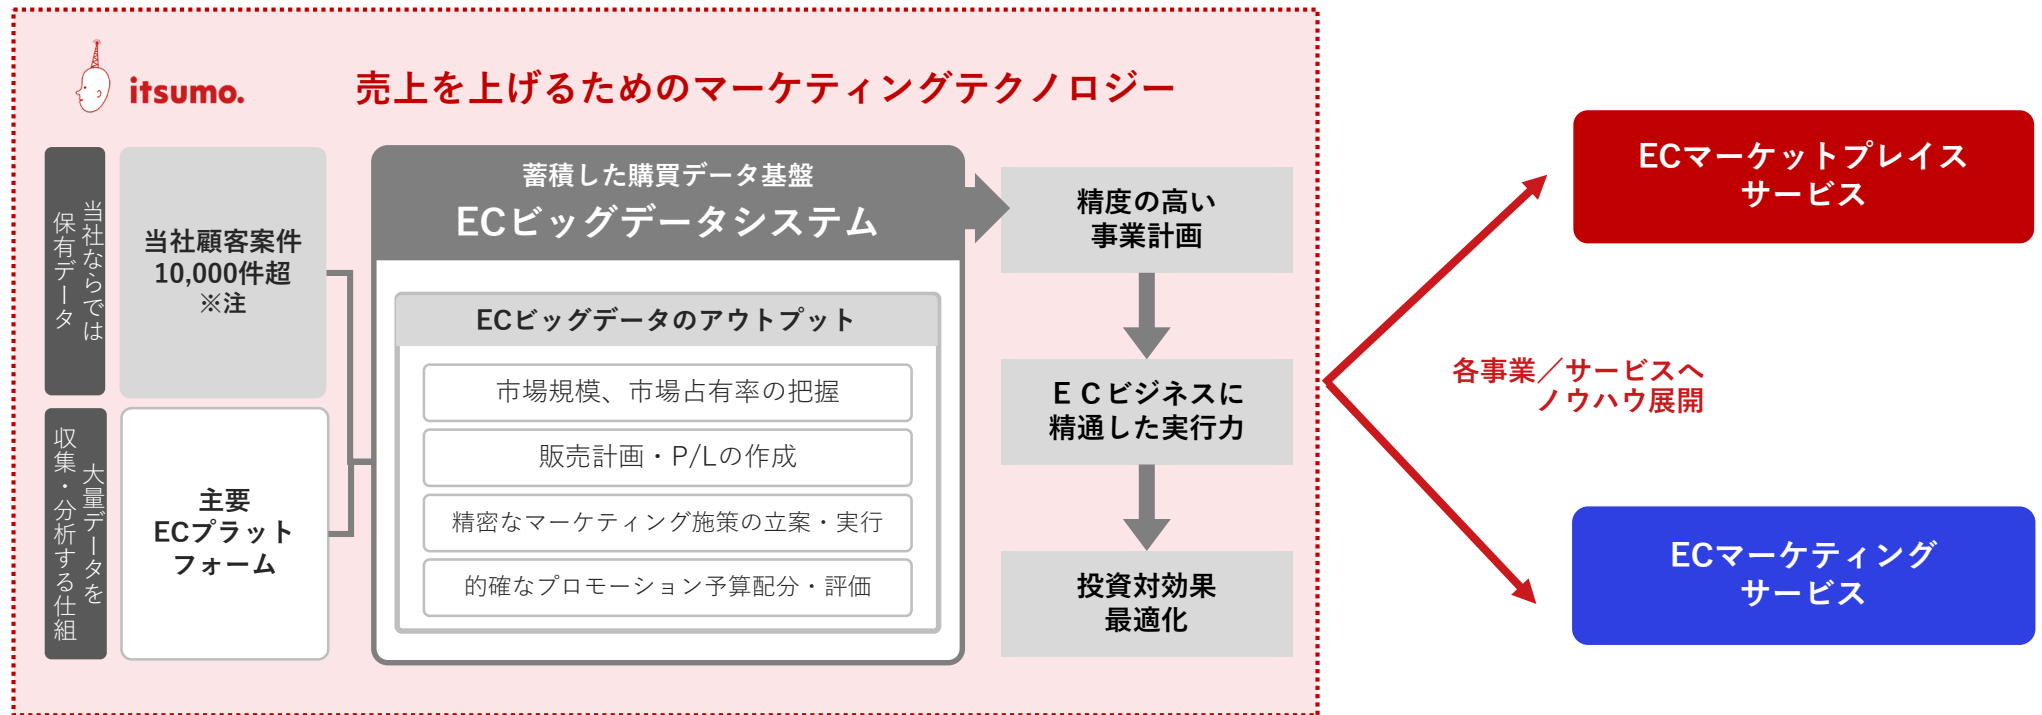 itsumo.
売上を上げるためのマーケティングテクノロジー
当社ならでは
保有データ
当社顧客案件
10,000件超
※注
大量データを
収集・分析する仕組
主要
ECプラット
フォーム
蓄積した購買データ基盤
ECビッグデータシステム
ECビッグデータのアウトプット
市場規模、市場占有率の把握
販売計画・P/Lの作成
精密なマーケティング施策の立案・実行
的確なプロモーション予算配分・評価
精度の高い
事業計画
ＥＣビジネスに
精通した実行力
投資対効果
最適化
各事業／サービスへ
ノウハウ展開
ECマーケットプレイス
サービス
ECマーケティング
サービス